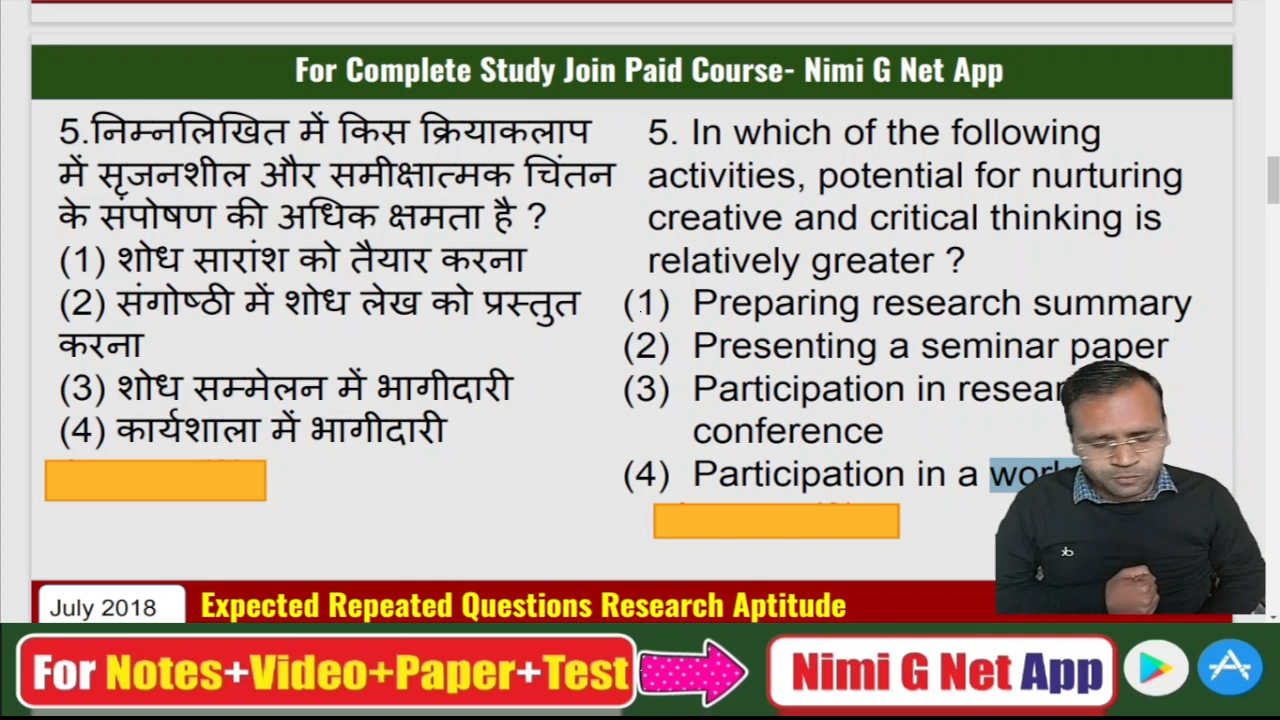 For Complete Study Join Paid Course- Nimi G Net App
5.निम्नलिखित में किस क्रियाकलाप
में सृजनशील और समीक्षात्मक चिंतन
के संपोषण की अधिक क्षमता है ?
(1) शोध सारांश को तैयार करना
(2) संगोष्ठी में शोध लेख को प्रस्तुत
करना
(3) शोध सम्मेलन में भागीदारी
(4) कार्यशाला में भागीदारी
5. In which of the following
activities, potential for nurturing
creative and critical thinking is
relatively greater ?
(1) Preparing research summary
(2) Presenting a seminar paper
(3) Participation in
conference
(4) Participation in a
July 2018
Expected Repeated Questions Research Aptitude
For Notes+Video+Paper+Test
Nimi G Net App